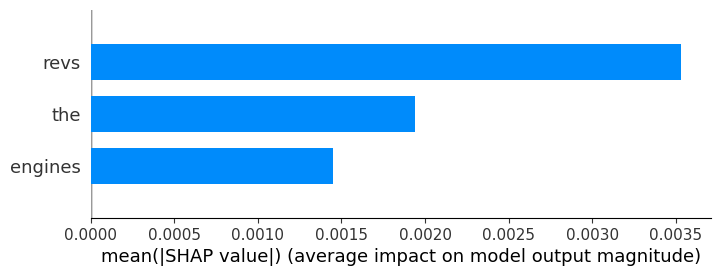 revs
the
engines
0.0000 0.0005 0.0010 0.0015 0.0020 0.0025 0.0030 0.0035
mean(|SHAP value|) (average impact on model output magnitude)